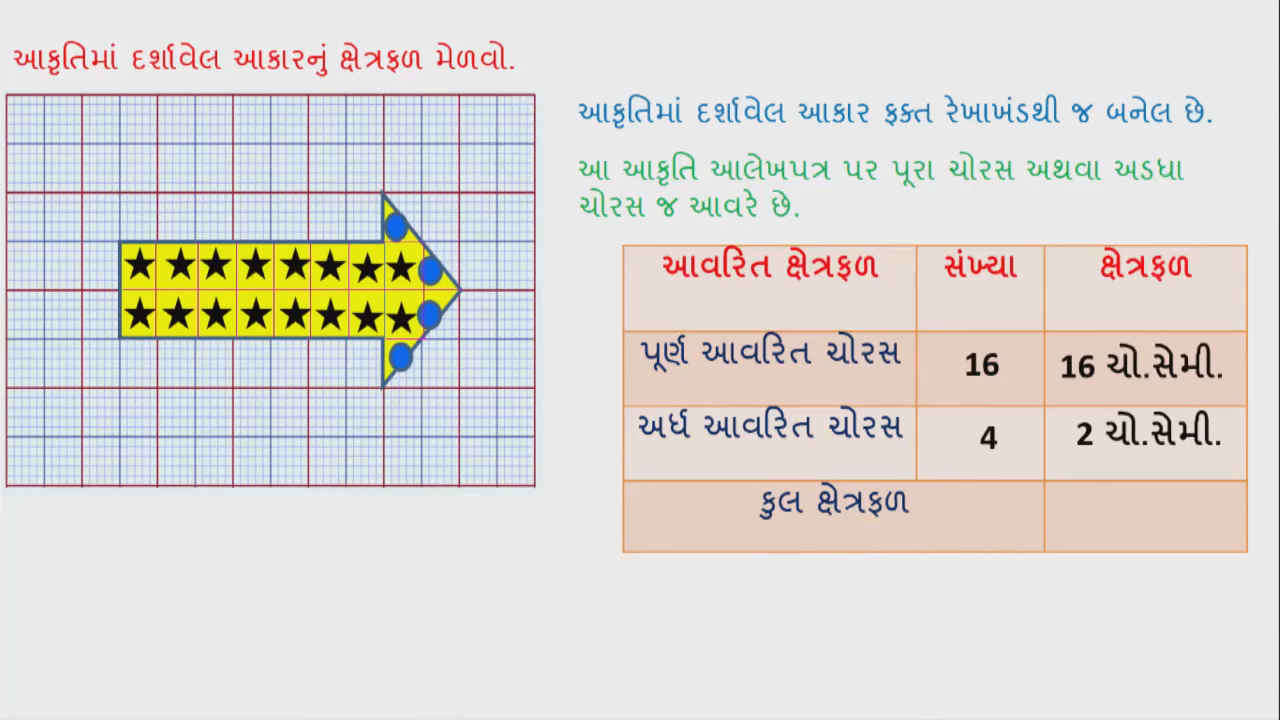 આકૃતિમાં દર્શાવેલ આકારનું ક્ષેત્રફળ મેળવો.
આકૃતિમાં દર્શાવેલ આકાર ફક્ત રેખાખંડથી જ બનેલ છે.
આ આકૃતિ આલેખપત્ર પર પૂરા ચોરસ અથવા અડધા
ચોરસ જ આવરે છે.
આવરિત ક્ષેત્રફળ સંખ્યા ક્ષેત્રફળ
પૂર્ણ આવરિત ચોરસ 16 16 ચો.સેમી.
અર્ધ આવરિત ચોરસ 4 2 ચો.સેમી.
કુલ ક્ષેત્રફળ